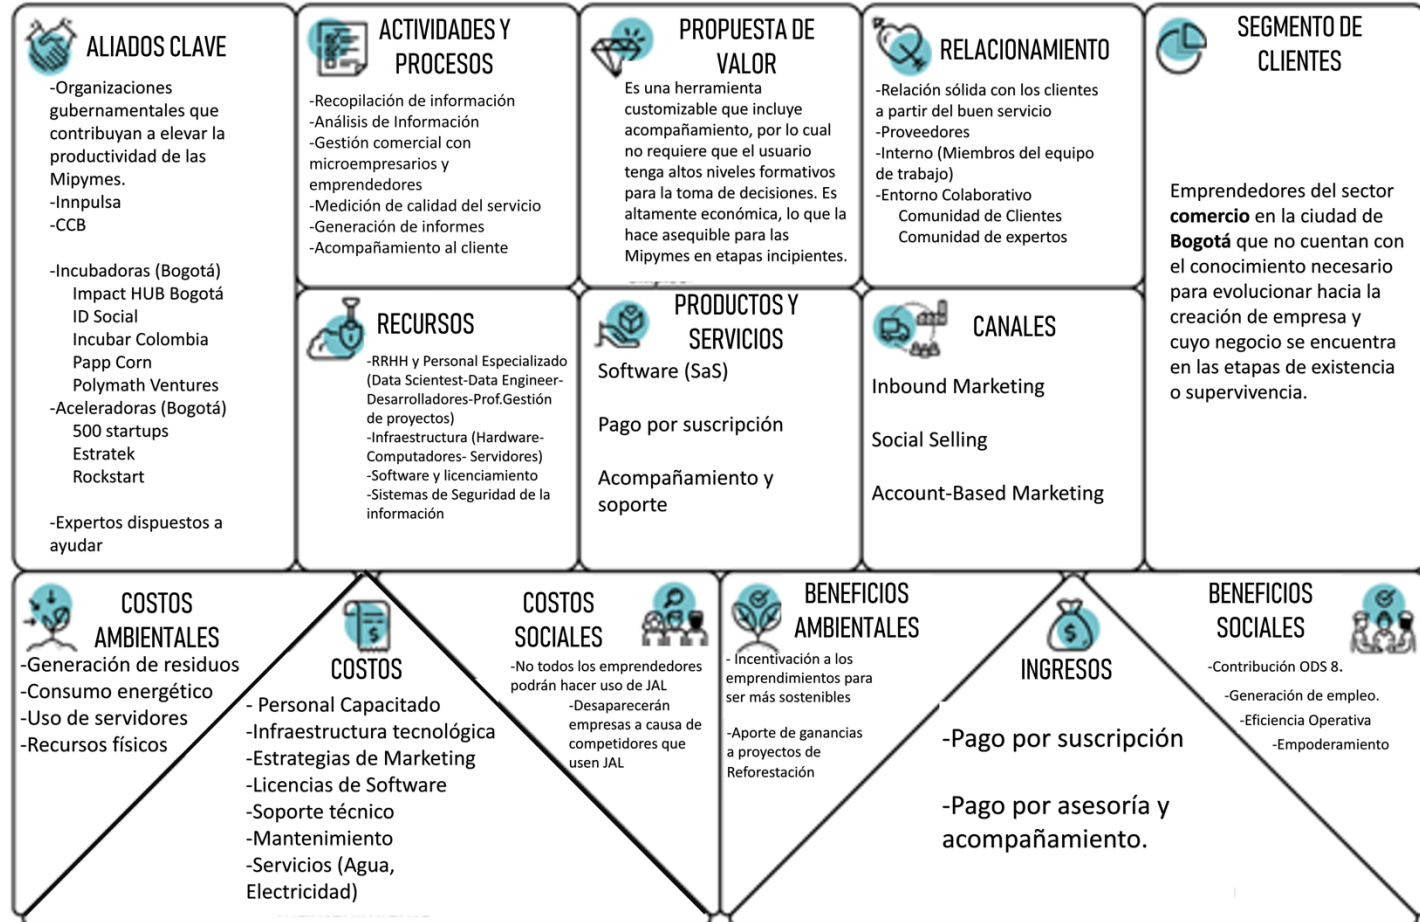 ALIADOS CLAVE
-Organizaciones
gubernamentales que
contribuyan a elevar la
productividad de las
Mipymes.
-Innpulsa
-CCB
-Incubadoras (Bogotá)
Impact HUB Bogotá
ID Social
Incubar Colombia
Papp Corn
Polymath Ventures
-Aceleradoras (Bogotá)
500 startups
Estratek
Rockstart
-Expertos dispuestos a
ayudar
ACTIVIDADES Y
PROCESOS
-Recopilación de información
-Análisis de Información
-Gestión comercial con
microempresarios y
emprendedores
-Medición de calidad del servicio
-Generación de informes
-Acompañamiento al cliente
RECURSOS
-RRHH y Personal Especializado
(Data Scientest-Data Engineer-
Desarrolladores-Prof.Gestión
de proyectos)
-Infraestructura (Hardware-
Computadores- Servidores)
-Software y licenciamiento
-Sistemas de Seguridad de la
información
PROPUESTA DE
VALOR
Es una herramienta
customizable que incluye
acompañamiento, por lo cual
no requiere que el usuario
tenga altos niveles formativos
para la toma de decisiones. Es
altamente económica, lo que la
hace asequible para las
Mipymes en etapas incipientes.
PRODUCTOS Y
SERVICIOS
Software (SaS)
Pago por suscripción
Acompañamiento y
soporte
RELACIONAMIENTO
-Relación sólida con los clientes
a partir del buen servicio
-Proveedores
-Interno (Miembros del equipo
de trabajo)
-Entorno Colaborativo
Comunidad de Clientes
Comunidad de expertos
CANALES
Inbound Marketing
Social Selling
Account-Based Marketing
SEGMENTO DE
CLIENTES
Emprendedores del sector
comercio en la ciudad de
Bogotá que no cuentan con
el conocimiento necesario
para evolucionar hacia la
creación de empresa y
cuyo negocio se encuentra
en las etapas de existencia
o supervivencia.
COSTOS
AMBIENTALES
-Generación de residuos
-Consumo energético
-Uso de servidores
-Recursos físicos
COSTOS
- Personal Capacitado
-Infraestructura tecnológica
-Estrategias de Marketing
-Licencias de Software
-Soporte técnico
-Mantenimiento
-Servicios (Agua,
Electricidad)
COSTOS
SOCIALES
-No todos los emprendedores
podrán hacer uso de JAL
-Desaparecerán
empresas a causa de
competidores que
usen JAL
BENEFICIOS
AMBIENTALES
- Incentivación a los
emprendimientos para
ser más sostenibles
-Aporte de ganancias
a proyectos de
Reforestación
INGRESOS
-Pago por suscripción
-Pago por asesoría y
acompañamiento.
BENEFICIOS
SOCIALES
-Contribución ODS 8.
-Generación de empleo.
-Eficiencia Operativa
-Empoderamiento